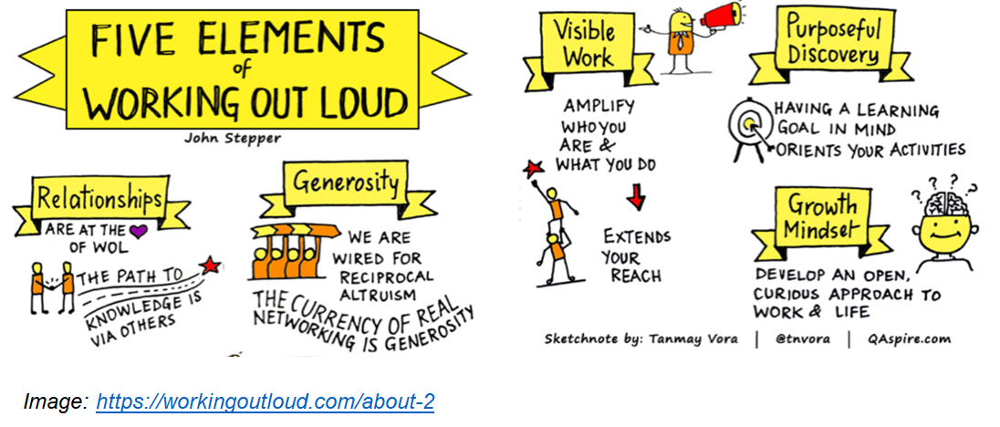 FIVE ELEMENTS
of
WORKING OUT LOUD
John Stepper
Relationships
ARE AT THE
OF WOL
THE PATH TO
KNOWLEDGE IS
VIA OTHERS
Generosity
WE ARE
WIRED FOR
RECIPROCAL
ALTRUISM
THE CURRENCY OF REAL
NETWORKING IS GENEROSITY
Visible
Work
AMPLIFY
WHO YOU
ARE &
WHAT YOU DO
EXTENDS
YOUR
REACH
Purposeful
Discovery
HAVING A LEARNING
GOAL IN MIND
ORIENTS YOUR ACTIVITIES
Growth
Mindset
? ? ? ?
DEVELOP AN OPEN,
CURIOUS APPROACH TO
WORK & LIFE
Sketchnote by: Tanmay Vora | @tnvora | QAspire.com
Image: https://workingoutloud.com/about-2